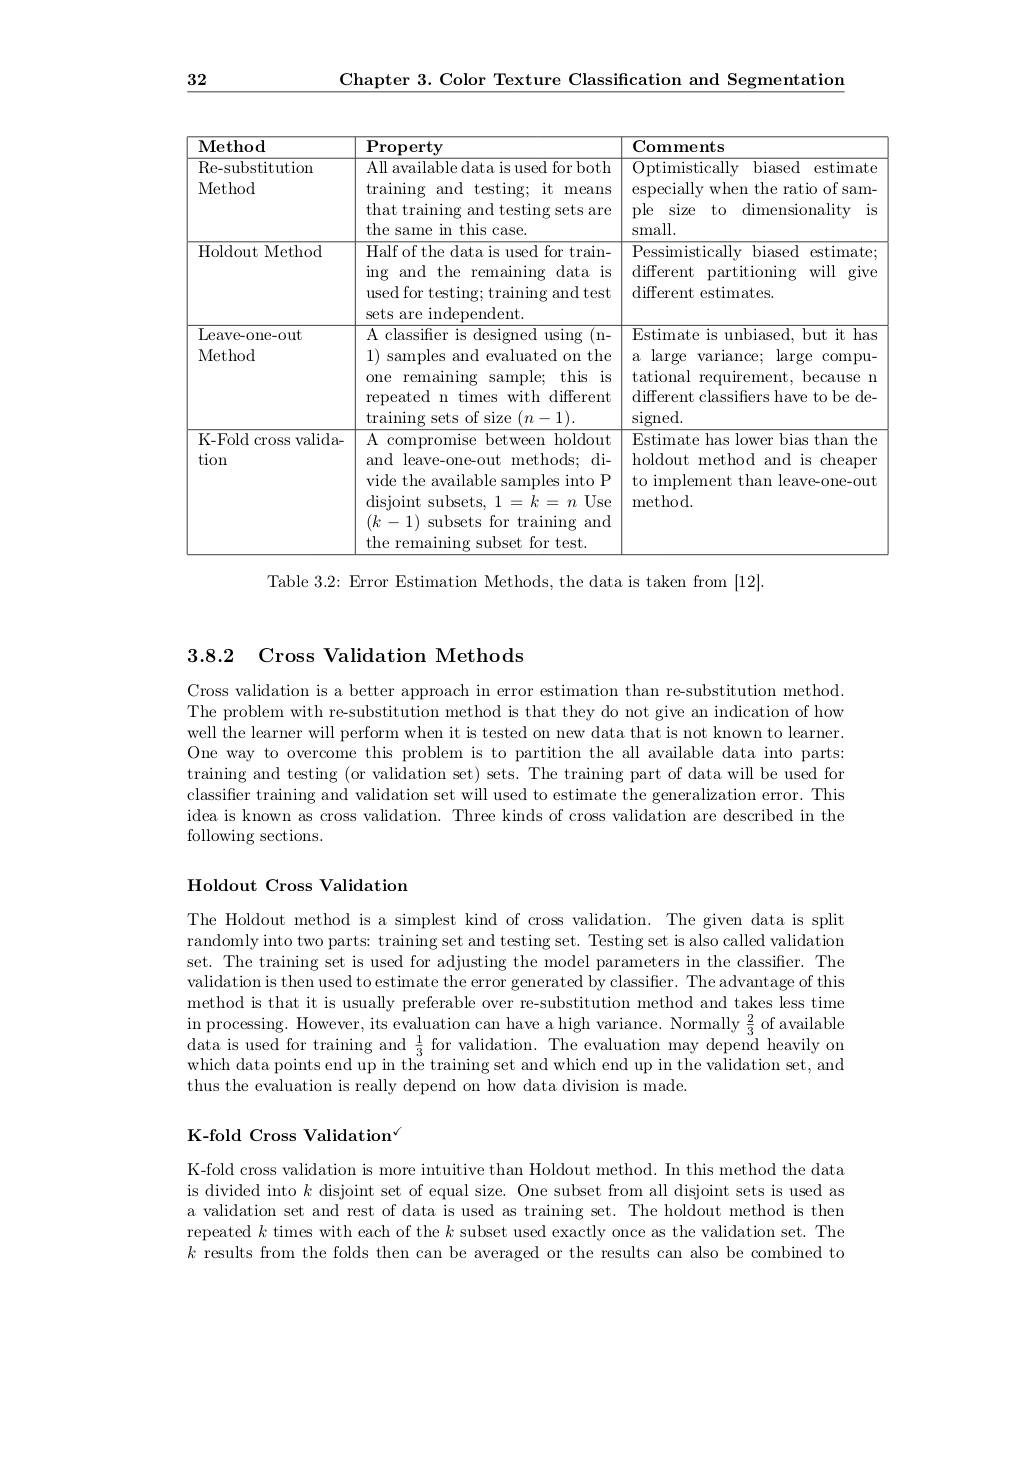 32 Chapter 3. Color Texture Classification and Segmentation
Method Property Comments
Re-substitution Method
All available data is used for both
training and testing; it means
that training and testing sets are
the same in this case.
Optimistically biased estimate
especially when the ratio of sam-
ple size to dimensionality is
small.
Holdout Method
Half of the data is used for train-
ing and the remaining data is
used for testing; training and test
sets are independent.
Pessimistically biased estimate;
different partitioning will give
different estimates.
Leave-one-out
Method
A classifier is designed using (n-
1) samples and evaluated on the
one remaining sample; this is
repeated n times with different
training sets of size (n − 1).
Estimate is unbiased, but it has
a large variance; large compu-
tational requirement, because n
different classifiers have to be de-
signed.
K-Fold cross valida-
tion
A compromise between holdout
and leave-one-out methods; di-
vide the available samples into P
disjoint subsets, 1 = k = n Use
(k − 1) subsets for training and
the remaining subset for test.
Estimate has lower bias than the
holdout method and is cheaper
to implement than leave-one-out
method.
Table 3.2: Error Estimation Methods, the data is taken from [12].
3.8.2 Cross Validation Methods
Cross validation is a better approach in error estimation than re-substitution method.
The problem with re-substitution method is that they do not give an indication of how
well the learner will perform when it is tested on new data that is not known to learner.
One way to overcome this problem is to partition the all available data into parts:
training and testing (or validation set) sets. The training part of data will be used for
classifier training and validation set will used to estimate the generalization error. This
idea is known as cross validation. Three kinds of cross validation are described in the
following sections.
Holdout Cross Validation
The Holdout method is a simplest kind of cross validation. The given data is split
randomly into two parts: training set and testing set. Testing set is also called validation
set. The training set is used for adjusting the model parameters in the classifier. The
validation is then used to estimate the error generated by classifier. The advantage of this
method is that it is usually preferable over re-substitution method and takes less time
in processing. However, its evaluation can have a high variance. Normally 2/3 of available
data is used for training and 1/3 for validation. The evaluation may depend heavily on
which data points end up in the training set and which end up in the validation set, and
thus the evaluation is really depend on how data division is made.
K-fold Cross Validation✓
K-fold cross validation is more intuitive than Holdout method. In this method the data
is divided into k disjoint set of equal size. One subset from all disjoint sets is used as
a validation set and rest of data is used as training set. The holdout method is then
repeated k times with each of the k subset used exactly once as the validation set. The
k results from the folds then can be averaged or the results can also be combined to